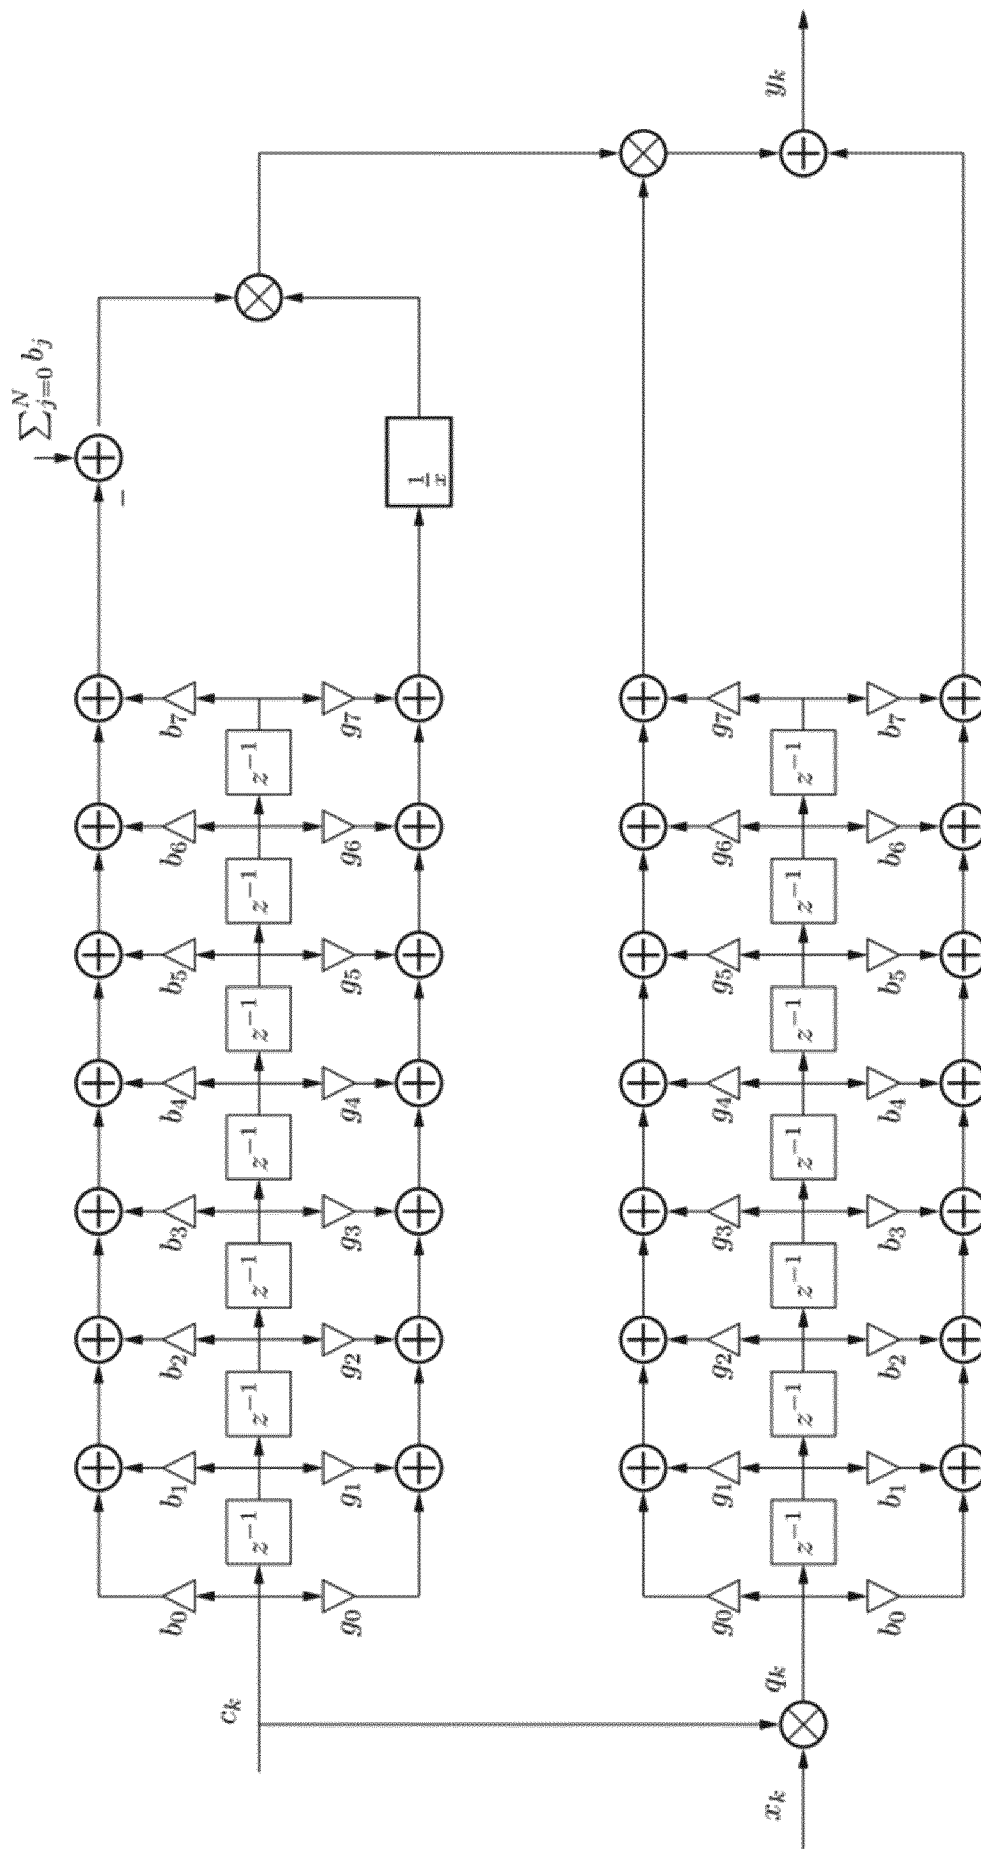 $\sum_{j=0}^{N} b_j$
−
$\frac{1}{x}$
$c_k$
$b_0$ $b_1$ $b_2$ $b_3$ $b_4$ $b_5$ $b_6$ $b_7$
$z^{-1}$ $z^{-1}$ $z^{-1}$ $z^{-1}$ $z^{-1}$ $z^{-1}$ $z^{-1}$
$g_0$ $g_1$ $g_2$ $g_3$ $g_4$ $g_5$ $g_6$ $g_7$
$g_0$ $g_1$ $g_2$ $g_3$ $g_4$ $g_5$ $g_6$ $g_7$
$x_k$ $q_k$ $z^{-1}$ $z^{-1}$ $z^{-1}$ $z^{-1}$ $z^{-1}$ $z^{-1}$ $z^{-1}$ $y_k$
$b_0$ $b_1$ $b_2$ $b_3$ $b_4$ $b_5$ $b_6$ $b_7$